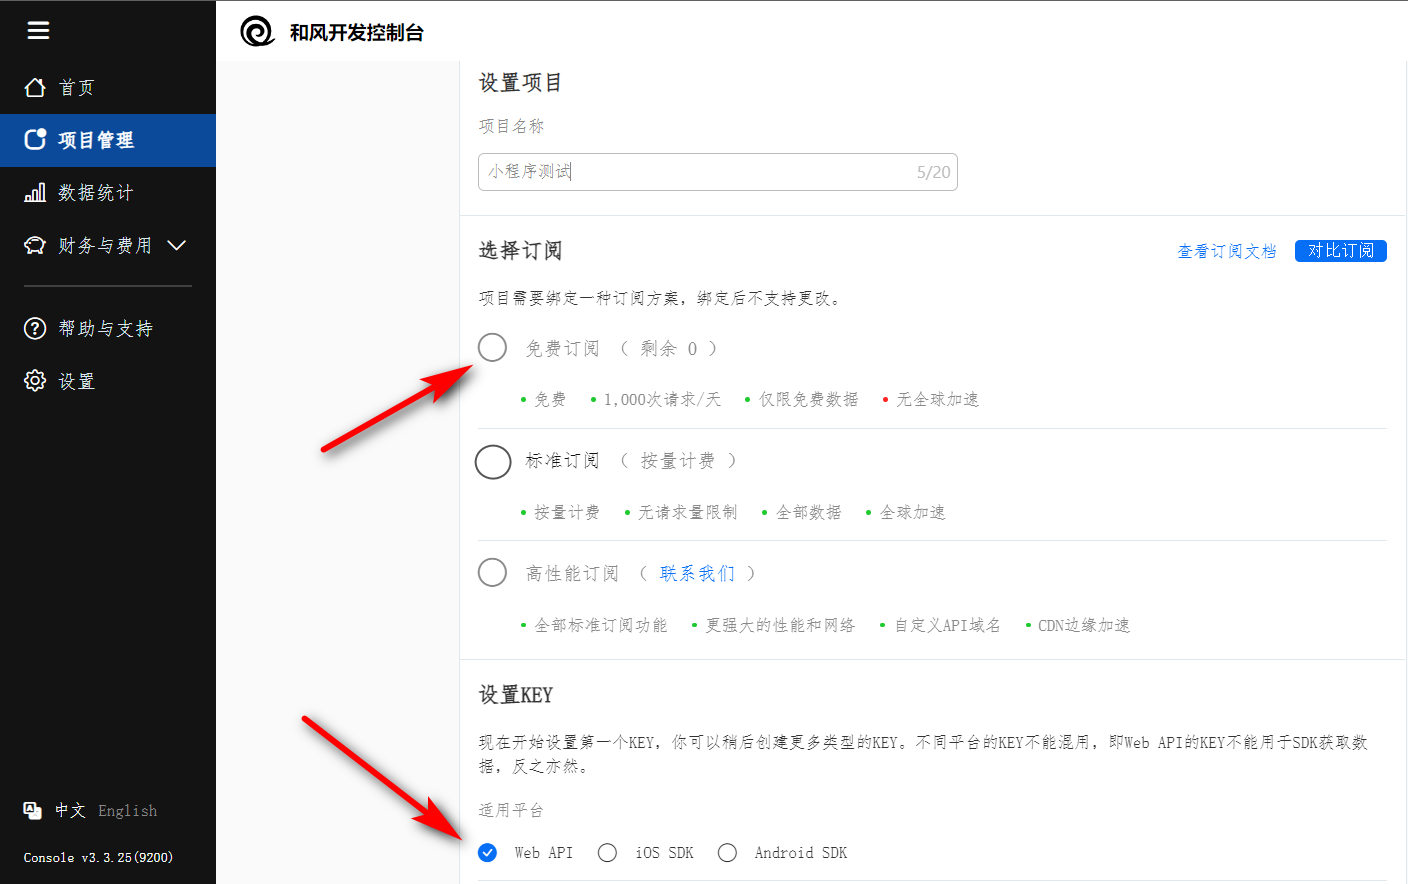 和风开发控制台
首页
项目管理
数据统计
财务与费用
帮助与支持
设置
中文 English
Console v3.3.25(9200)
设置项目
项目名称
小程序测试 5/20
选择订阅 查看订阅文档 对比订阅
项目需要绑定一种订阅方案，绑定后不支持更改。
免费订阅 （ 剩余 0 ）
免费 1,000次请求/天 仅限免费数据 无全球加速
标准订阅 （ 按量计费 ）
按量计费 无请求量限制 全部数据 全球加速
高性能订阅 （ 联系我们 ）
全部标准订阅功能 更强大的性能和网络 自定义API域名 CDN边缘加速
设置KEY
现在开始设置第一个KEY，你可以稍后创建更多类型的KEY。不同平台的KEY不能混用，即Web API的KEY不能用于SDK获取数
据，反之亦然。
适用平台
Web API iOS SDK Android SDK